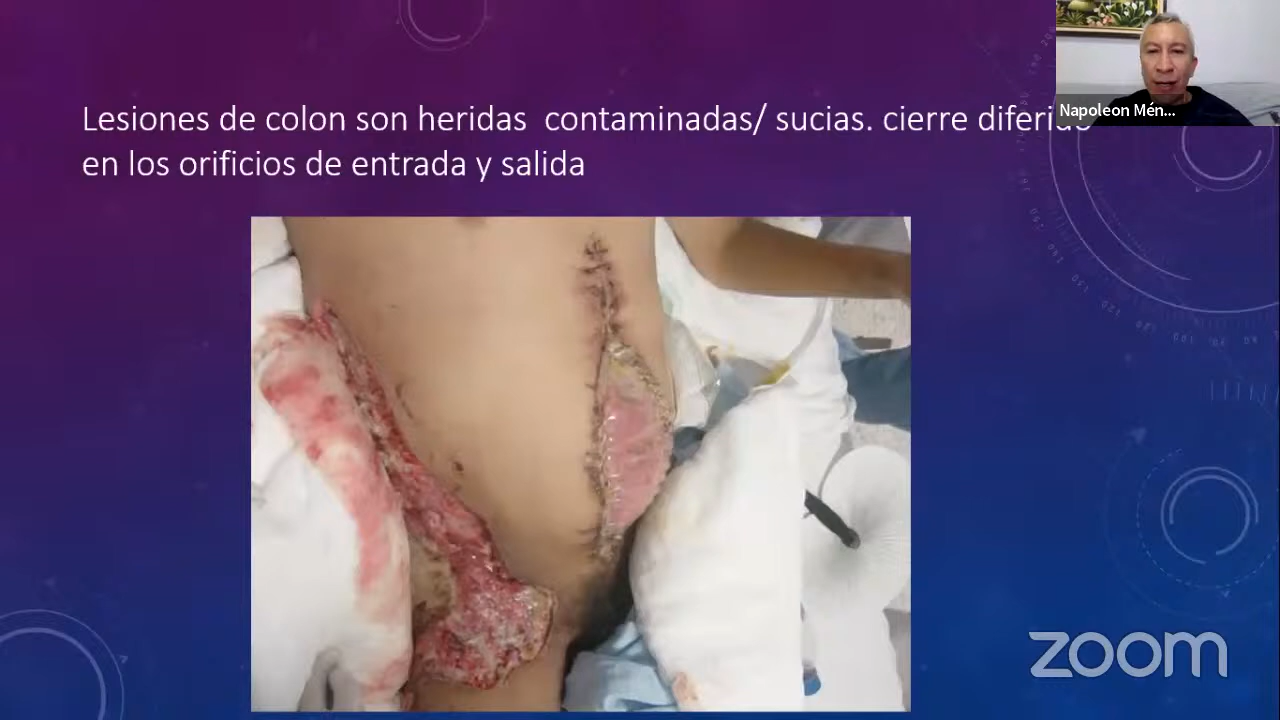 Lesiones de colon son heridas  contaminadas/ sucias. cierre diferido
en los orificios de entrada y salida
Napoleon Mén...
zoom